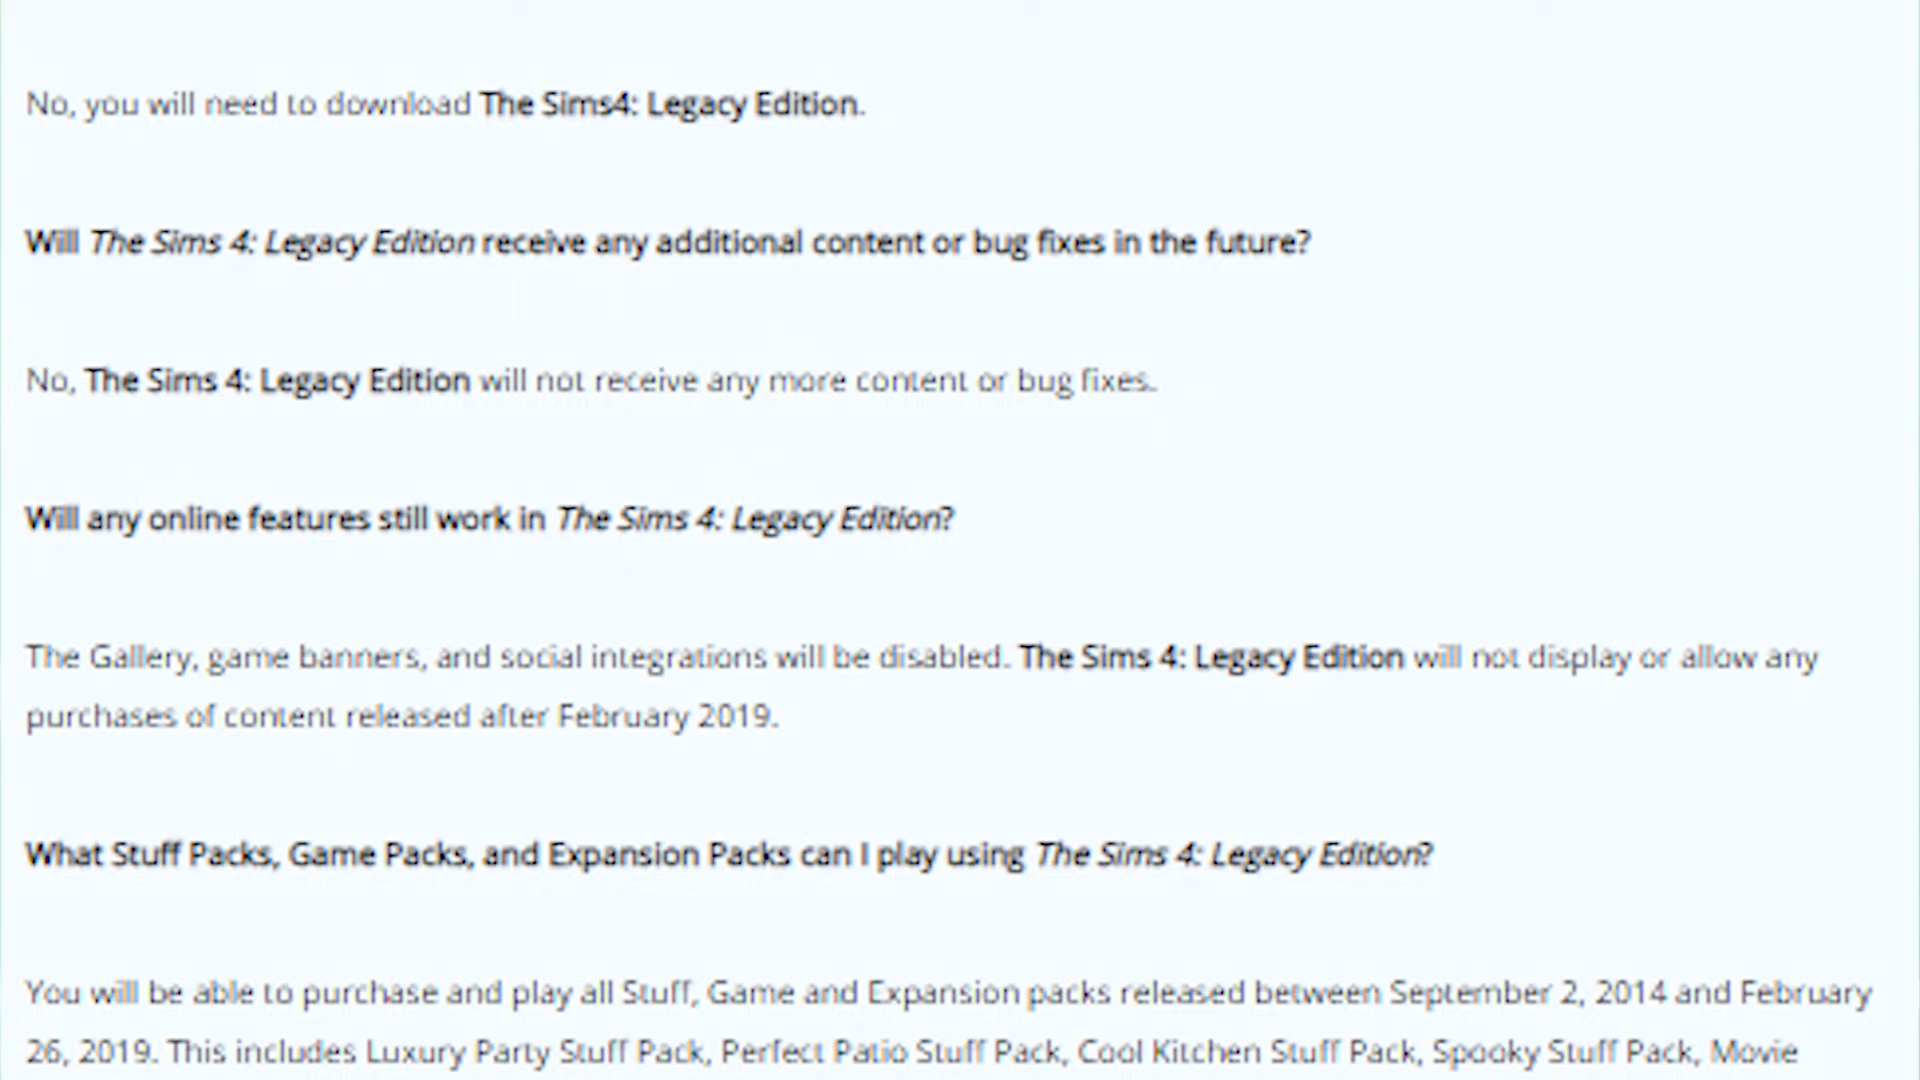 No, you will need to download The Sims4: Legacy Edition.
Will The Sims 4: Legacy Edition receive any additional content or bug fixes in the future?
No, The Sims 4: Legacy Edition will not receive any more content or bug fixes.
Will any online features still work in The Sims 4: Legacy Edition?
The Gallery, game banners, and social integrations will be disabled. The Sims 4: Legacy Edition will not display or allow any
purchases of content released after February 2019.
What Stuff Packs, Game Packs, and Expansion Packs can I play using The Sims 4: Legacy Edition?
You will be able to purchase and play all Stuff, Game and Expansion packs released between September 2, 2014 and February
26, 2019. This includes Luxury Party Stuff Pack, Perfect Patio Stuff Pack, Cool Kitchen Stuff Pack, Spooky Stuff Pack, Movie